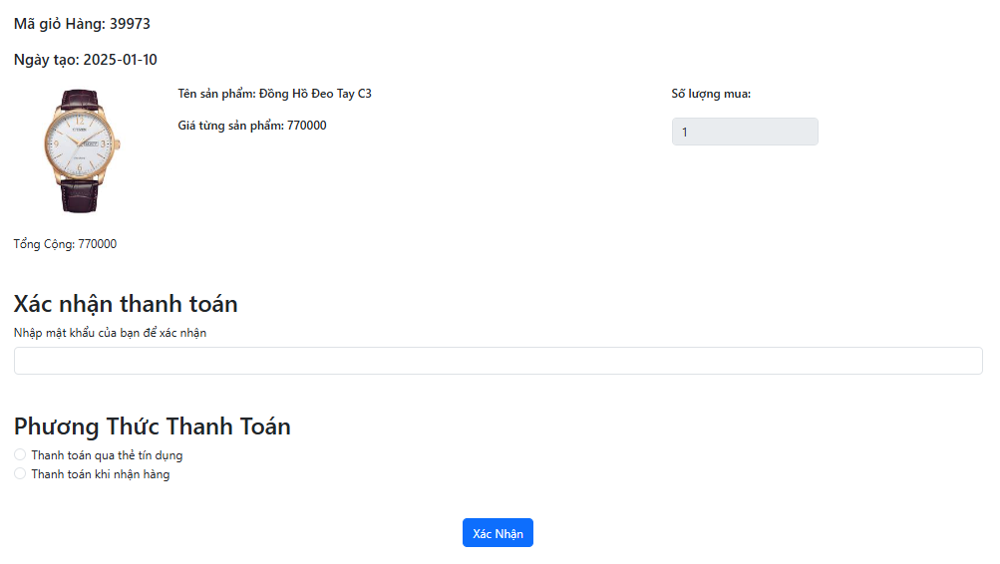 Mã giỏ Hàng: 39973
Ngày tạo: 2025-01-10
Tên sản phẩm: Đồng Hồ Đeo Tay C3
Số lượng mua:
Giá từng sản phẩm: 770000
1
Tổng Cộng: 770000
Xác nhận thanh toán
Nhập mật khẩu của bạn để xác nhận
Phương Thức Thanh Toán
Thanh toán qua thẻ tín dụng
Thanh toán khi nhận hàng
Xác Nhận